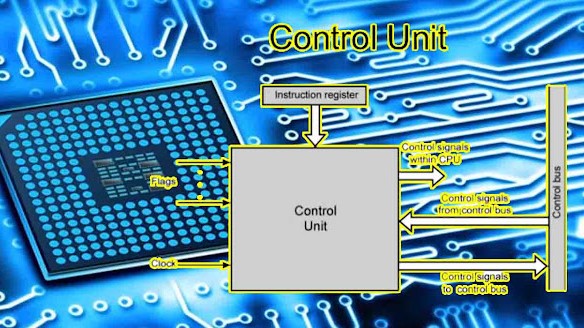 Control Unit
Instruction register
Control signals
within CPU
Flags
Control signals
from control bus
Control
Unit
Control bus
Clock
Control signals
to control bus